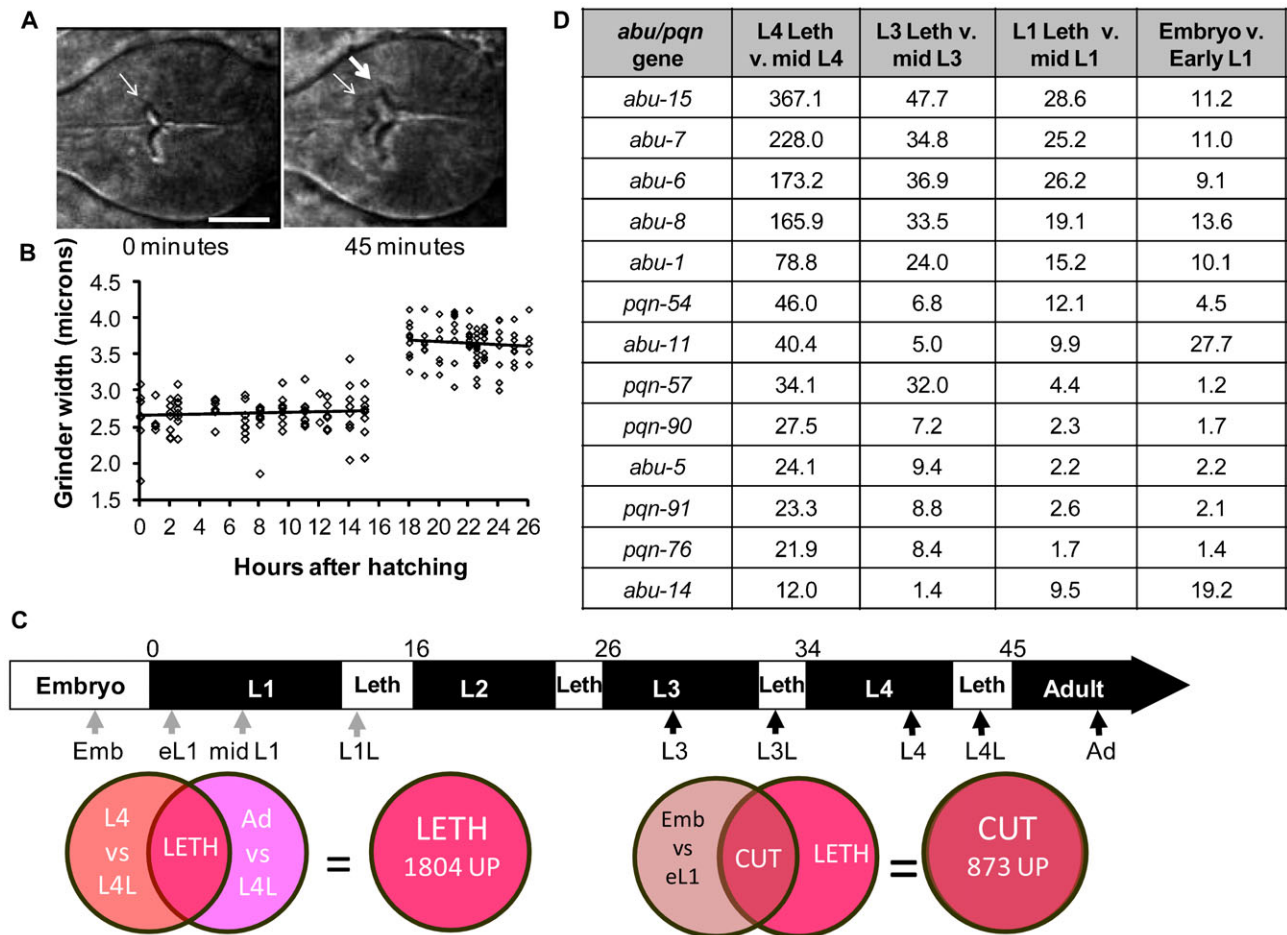 A
0 minutes
45 minutes
B
Grinder width (microns)
4.5
4.0
3.5
3.0
2.5
2.0
1.5
0 2 4 6 8 10 12 14 16 18 20 22 24 26
Hours after hatching
D
abu/pqn gene | L4 Leth v. mid L4 | L3 Leth v. mid L3 | L1 Leth v. mid L1 | Embryo v. Early L1
abu-15 367.1 47.7 28.6 11.2
abu-7 228.0 34.8 25.2 11.0
abu-6 173.2 36.9 26.2 9.1
abu-8 165.9 33.5 19.1 13.6
abu-1 78.8 24.0 15.2 10.1
pqn-54 46.0 6.8 12.1 4.5
abu-11 40.4 5.0 9.9 27.7
pqn-57 34.1 32.0 4.4 1.2
pqn-90 27.5 7.2 2.3 1.7
abu-5 24.1 9.4 2.2 2.2
pqn-91 23.3 8.8 2.6 2.1
pqn-76 21.9 8.4 1.7 1.4
abu-14 12.0 1.4 9.5 19.2
C
0 16 26 34 45
Embryo L1 Leth L2 Leth L3 Leth L4 Leth Adult
Emb eL1 mid L1 L1L L3 L3L L4 L4L Ad
L4
vs
L4L
LETH
Ad
vs
L4L
=
LETH
1804 UP
Emb
vs
eL1
CUT
LETH
=
CUT
873 UP